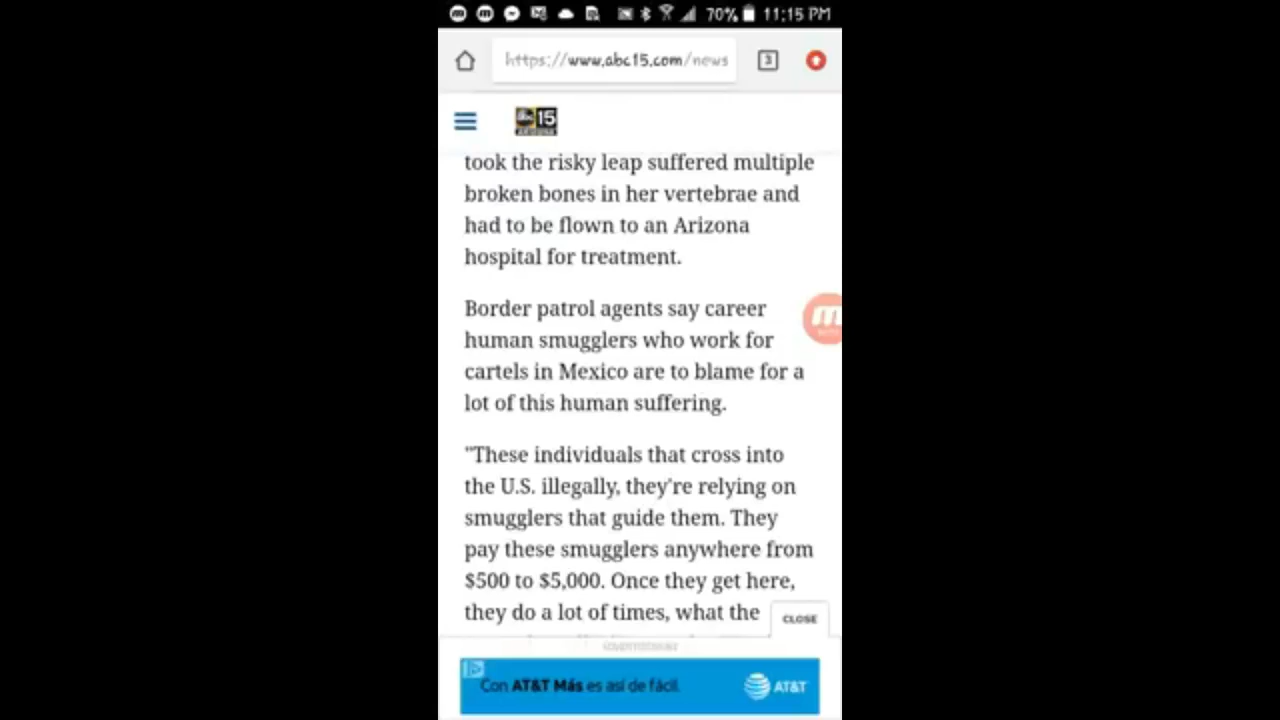 70% 11:15 PM
https://www.abc15.com/news
3
abc 15
ARIZONA
took the risky leap suffered multiple
broken bones in her vertebrae and
had to be flown to an Arizona
hospital for treatment.
Border patrol agents say career
human smugglers who work for
cartels in Mexico are to blame for a
lot of this human suffering.
"These individuals that cross into
the U.S. illegally, they're relying on
smugglers that guide them. They
pay these smugglers anywhere from
$500 to $5,000. Once they get here,
they do a lot of times, what the
CLOSE
ADVERTISEMENT
Con AT&T Más es así de fácil.
AT&T